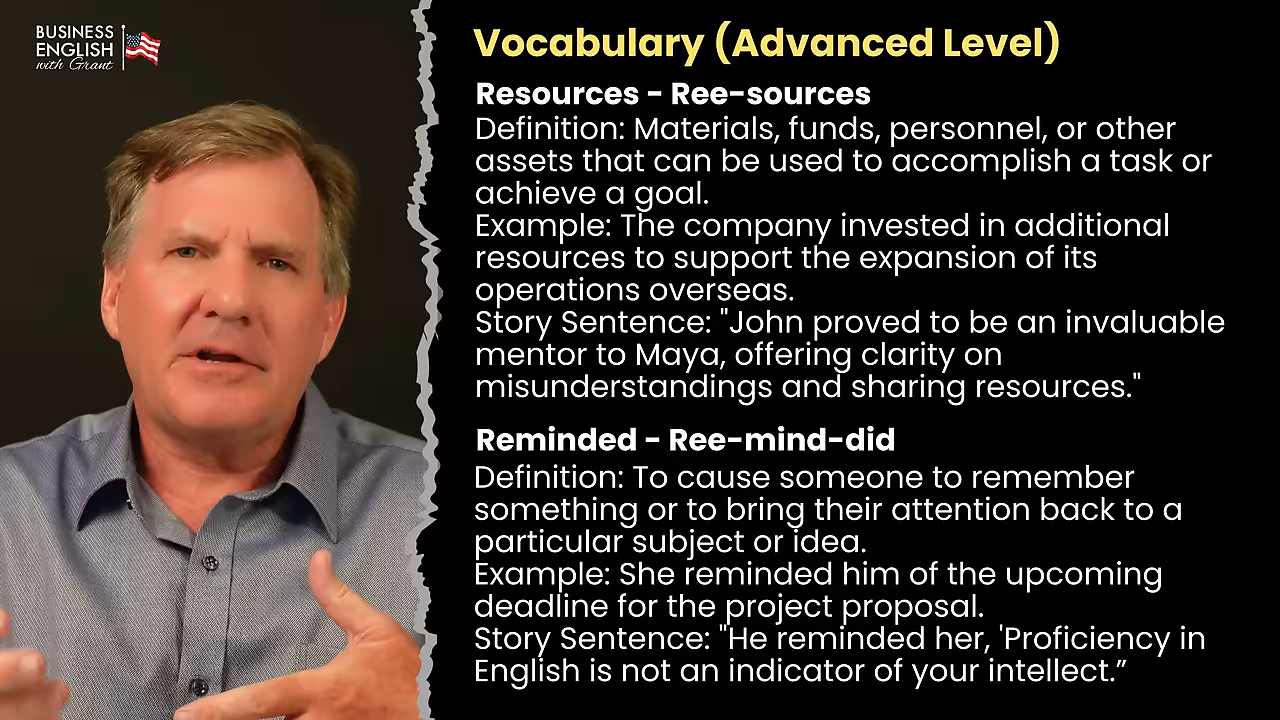 BUSINESS
ENGLISH
with Grant
Vocabulary (Advanced Level)
Resources - Ree-sources
Definition: Materials, funds, personnel, or other
assets that can be used to accomplish a task or
achieve a goal.
Example: The company invested in additional
resources to support the expansion of its
operations overseas.
Story Sentence: "John proved to be an invaluable
mentor to Maya, offering clarity on
misunderstandings and sharing resources."
Reminded - Ree-mind-did
Definition: To cause someone to remember
something or to bring their attention back to a
particular subject or idea.
Example: She reminded him of the upcoming
deadline for the project proposal.
Story Sentence: "He reminded her, 'Proficiency in
English is not an indicator of your intellect.”